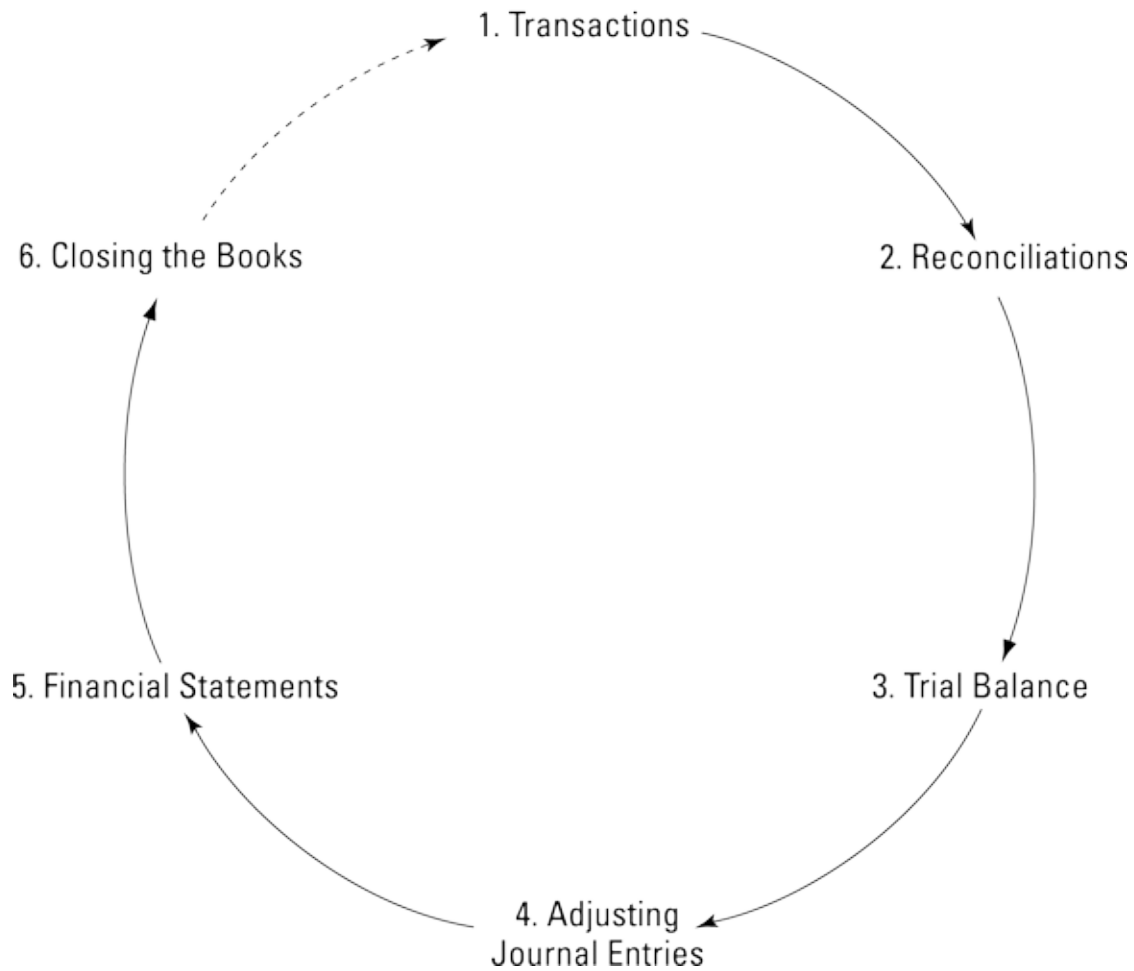 1. Transactions
2. Reconciliations
3. Trial Balance
4. Adjusting
Journal Entries
5. Financial Statements
6. Closing the Books